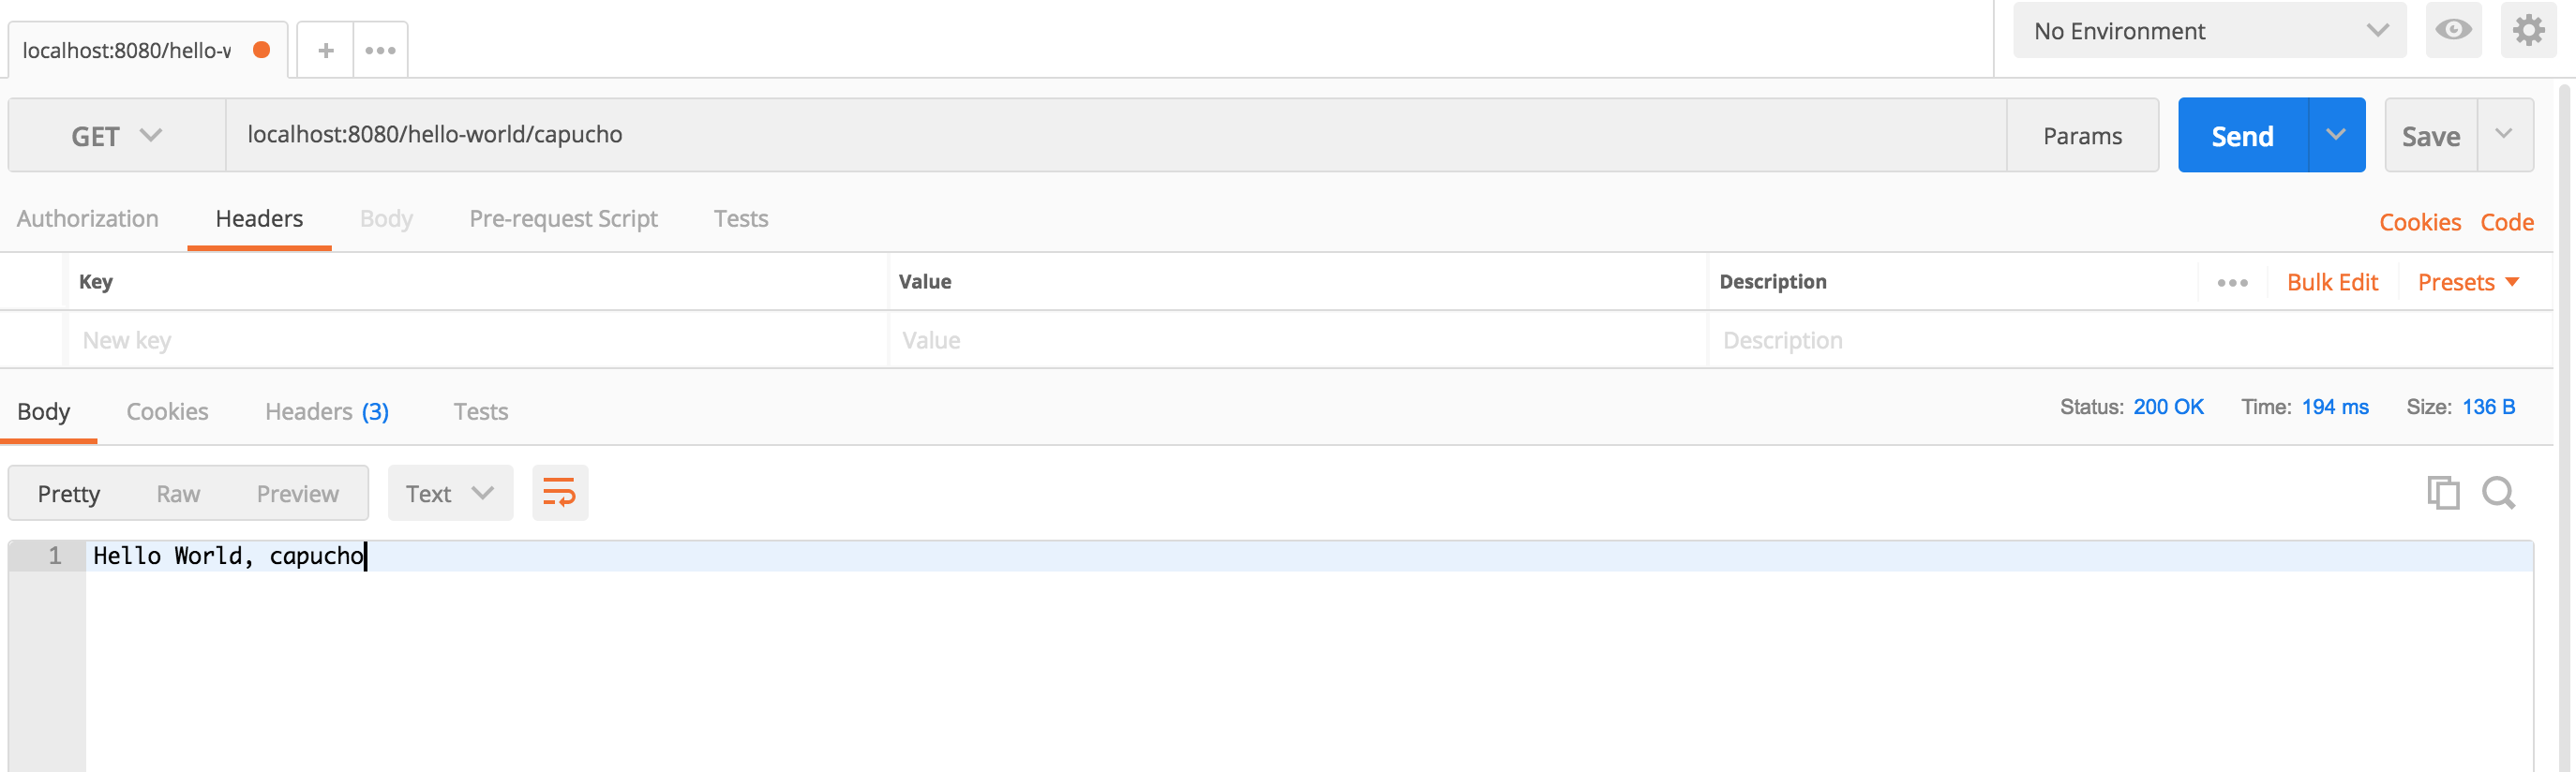 localhost:8080/hello-w
No Environment
GET localhost:8080/hello-world/capucho Params Send Save
Authorization Headers Body Pre-request Script Tests Cookies Code
Key Value Description Bulk Edit Presets
New key Value Description
Body Cookies Headers (3) Tests Status: 200 OK Time: 194 ms Size: 136 B
Pretty Raw Preview Text
1 Hello World, capucho